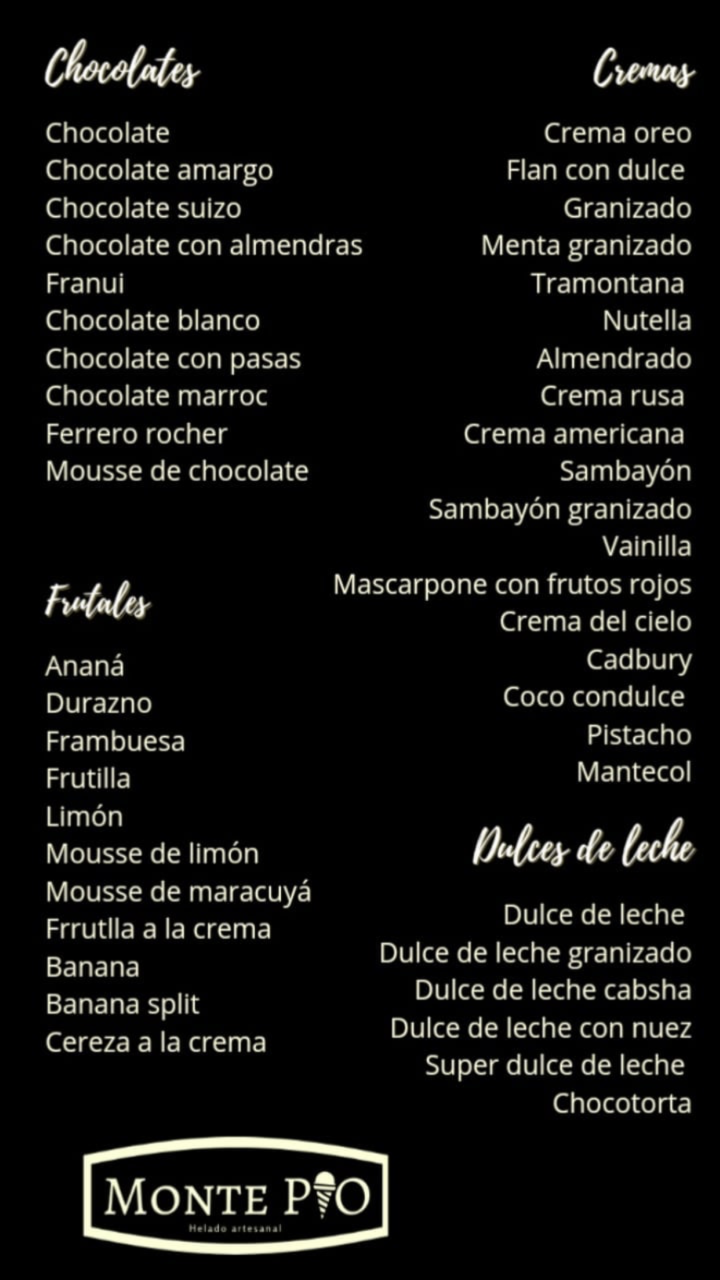 Chocolates
Chocolate
Chocolate amargo
Chocolate suizo
Chocolate con almendras
Franui
Chocolate blanco
Chocolate con pasas
Chocolate marroc
Ferrero rocher
Mousse de chocolate
Frutales
Ananá
Durazno
Frambuesa
Frutilla
Limón
Mousse de limón
Mousse de maracuyá
Frrutlla a la crema
Banana
Banana split
Cereza a la crema
Cremas
Crema oreo
Flan con dulce
Granizado
Menta granizado
Tramontana
Nutella
Almendrado
Crema rusa
Crema americana
Sambayón
Sambayón granizado
Vainilla
Mascarpone con frutos rojos
Crema del cielo
Cadbury
Coco condulce
Pistacho
Mantecol
Dulces de leche
Dulce de leche
Dulce de leche granizado
Dulce de leche cabsha
Dulce de leche con nuez
Super dulce de leche
Chocotorta
MONTE PIO
Helado artesanal